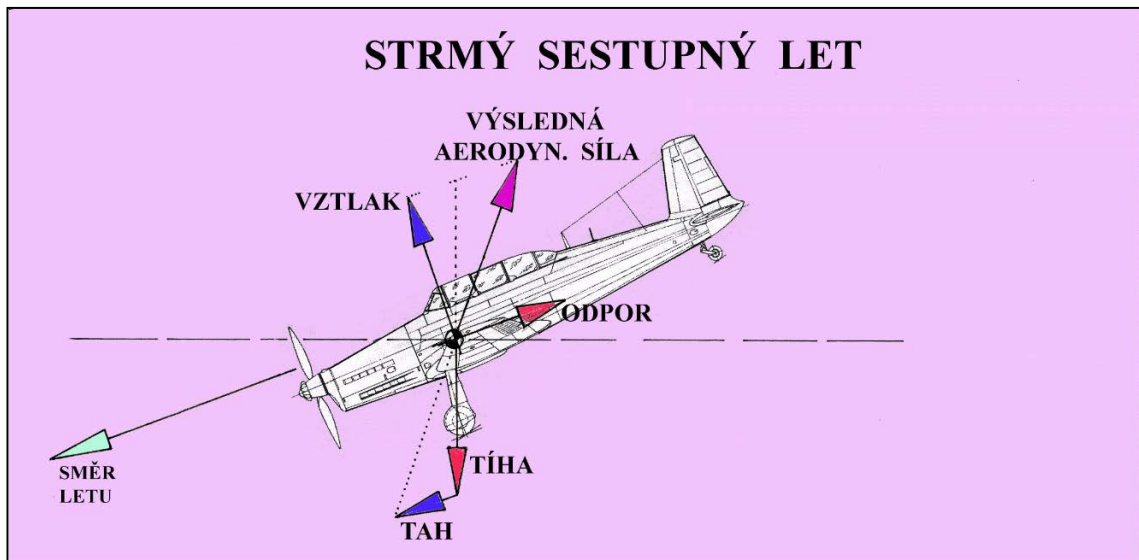 STRMÝ SESTUPNÝ LET
VÝSLEDNÁ
AERODYN. SÍLA
VZTLAK
ODPOR
TÍHA
SMĚR
LETU
TAH